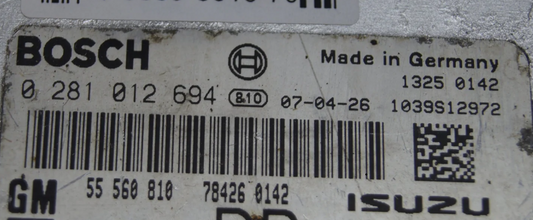 BOSCH
Made in Germany
1325 0142
0 281 012 694 810 07-04-26 1039S12972
GM 55 560 810 78426 0142 ISUZU